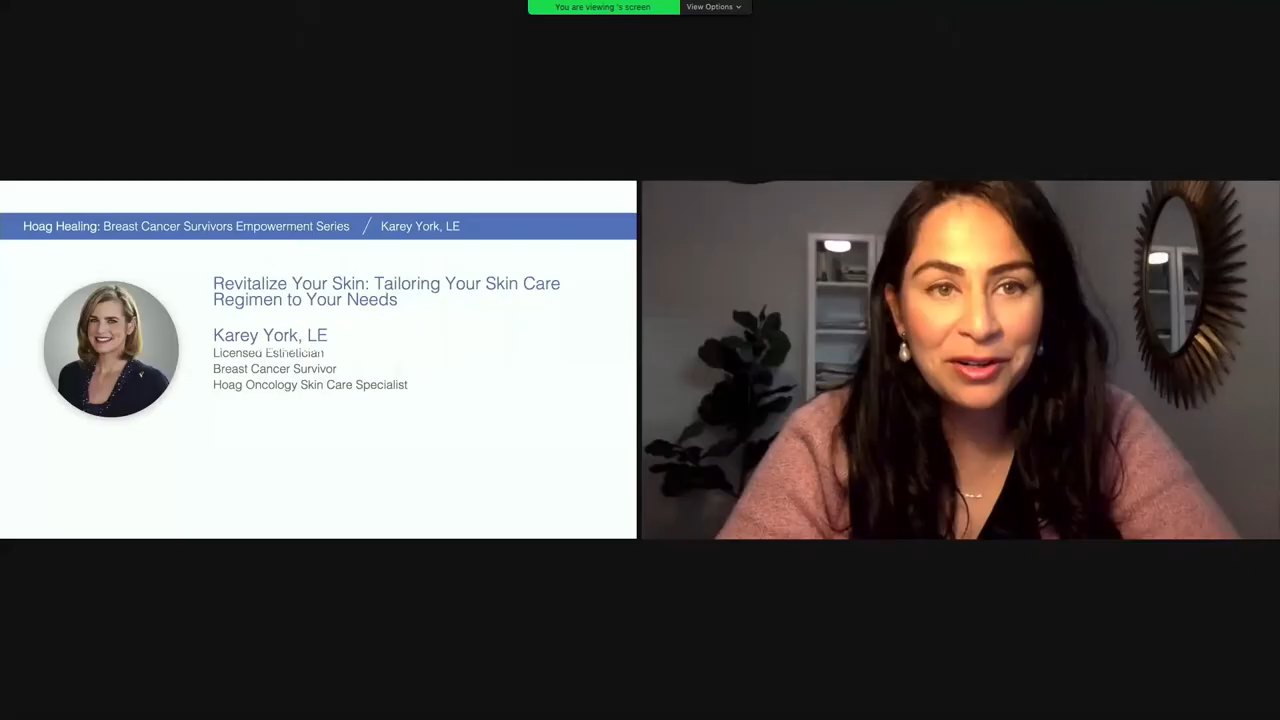 You are viewing 's screen
View Options
Hoag Healing: Breast Cancer Survivors Empowerment Series / Karey York, LE
Revitalize Your Skin: Tailoring Your Skin Care
Regimen to Your Needs
Karey York, LE
Licensed Esthetician
Breast Cancer Survivor
Hoag Oncology Skin Care Specialist